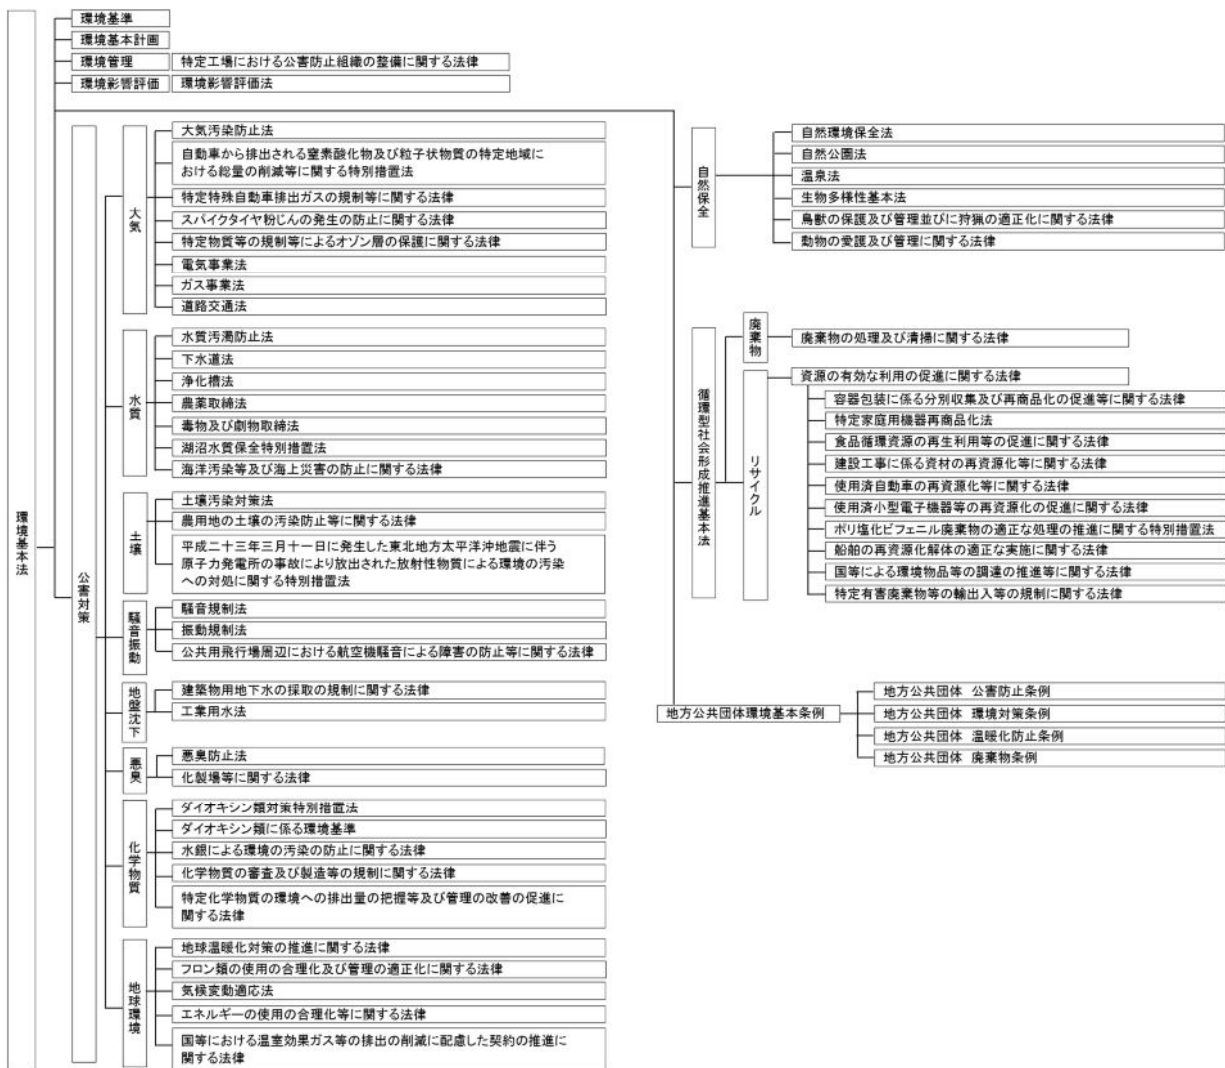 環境基本法
環境基準
環境基本計画
環境管理
特定工場における公害防止組織の整備に関する法律
環境影響評価
環境影響評価法
公害対策
大気
大気汚染防止法
自動車から排出される窒素酸化物及び粒子状物質の特定地域に
おける総量の削減等に関する特別措置法
特定特殊自動車排出ガスの規制等に関する法律
スパイクタイヤ粉じんの発生の防止に関する法律
特定物質等の規制等によるオゾン層の保護に関する法律
電気事業法
ガス事業法
道路交通法
水質
水質汚濁防止法
下水道法
浄化槽法
農薬取締法
毒物及び劇物取締法
湖沼水質保全特別措置法
海洋汚染等及び海上災害の防止に関する法律
土壌
土壌汚染対策法
農用地の土壌の汚染防止等に関する法律
平成二十三年三月十一日に発生した東北地方太平洋沖地震に伴う
原子力発電所の事故により放出された放射性物質による環境の汚染
への対処に関する特別措置法
騒音振動
騒音規制法
振動規制法
公共用飛行場周辺における航空機騒音による障害の防止等に関する法律
地盤沈下
建築物用地下水の採取の規制に関する法律
工業用水法
悪臭
悪臭防止法
化製場等に関する法律
化学物質
ダイオキシン類対策特別措置法
ダイオキシン類に係る環境基準
水銀による環境の汚染の防止に関する法律
化学物質の審査及び製造等の規制に関する法律
特定化学物質の環境への排出量の把握等及び管理の改善の促進に
関する法律
地球環境
地球温暖化対策の推進に関する法律
フロン類の使用の合理化及び管理の適正化に関する法律
気候変動適応法
エネルギーの使用の合理化等に関する法律
国等における温室効果ガス等の排出の削減に配慮した契約の推進に
関する法律
自然保全
自然環境保全法
自然公園法
温泉法
生物多様性基本法
鳥獣の保護及び管理並びに狩猟の適正化に関する法律
動物の愛護及び管理に関する法律
循環型社会形成推進基本法
廃棄物
廃棄物の処理及び清掃に関する法律
リサイクル
資源の有効な利用の促進に関する法律
容器包装に係る分別収集及び再商品化の促進等に関する法律
特定家庭用機器再商品化法
食品循環資源の再生利用等の促進に関する法律
建設工事に係る資材の再資源化等に関する法律
使用済自動車の再資源化等に関する法律
使用済小型電子機器等の再資源化の促進に関する法律
ポリ塩化ビフェニル廃棄物の適正な処理の推進に関する特別措置法
船舶の再資源化解体の適正な実施に関する法律
国等による環境物品等の調達の推進等に関する法律
特定有害廃棄物等の輸出入等の規制に関する法律
地方公共団体環境基本条例
地方公共団体 公害防止条例
地方公共団体 環境対策条例
地方公共団体 温暖化防止条例
地方公共団体 廃棄物条例